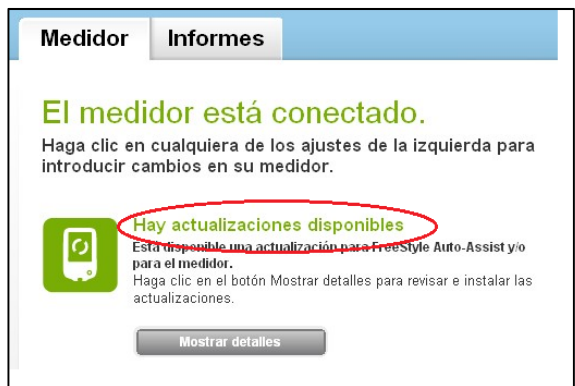 Medidor Informes
El medidor está conectado.
Haga clic en cualquiera de los ajustes de la izquierda para
introducir cambios en su medidor.
Hay actualizaciones disponibles
Está disponible una actualización para FreeStyle Auto-Assist y/o
para el medidor.
Haga clic en el botón Mostrar detalles para revisar e instalar las
actualizaciones.
Mostrar detalles